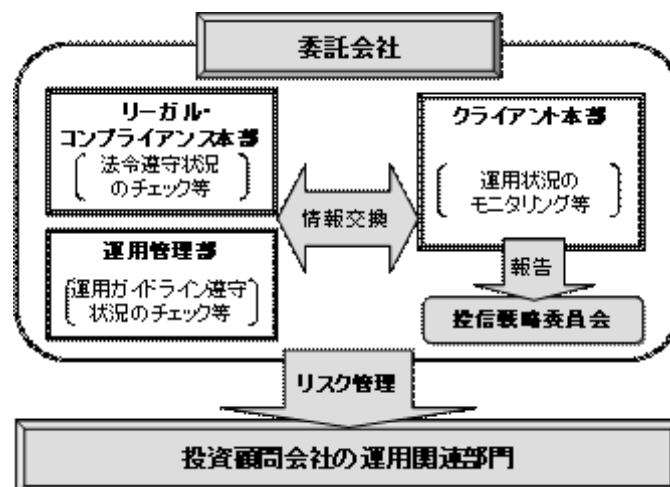 委託会社
リーガル・
コンプライアンス本部
法令遵守状況
のチェック等
運用管理部
運用ガイドライン遵守
状況のチェック等
情報交換
クライアント本部
運用状況の
モニタリング等
報告
投信戦略委員会
リスク管理
投資顧問会社の運用関連部門